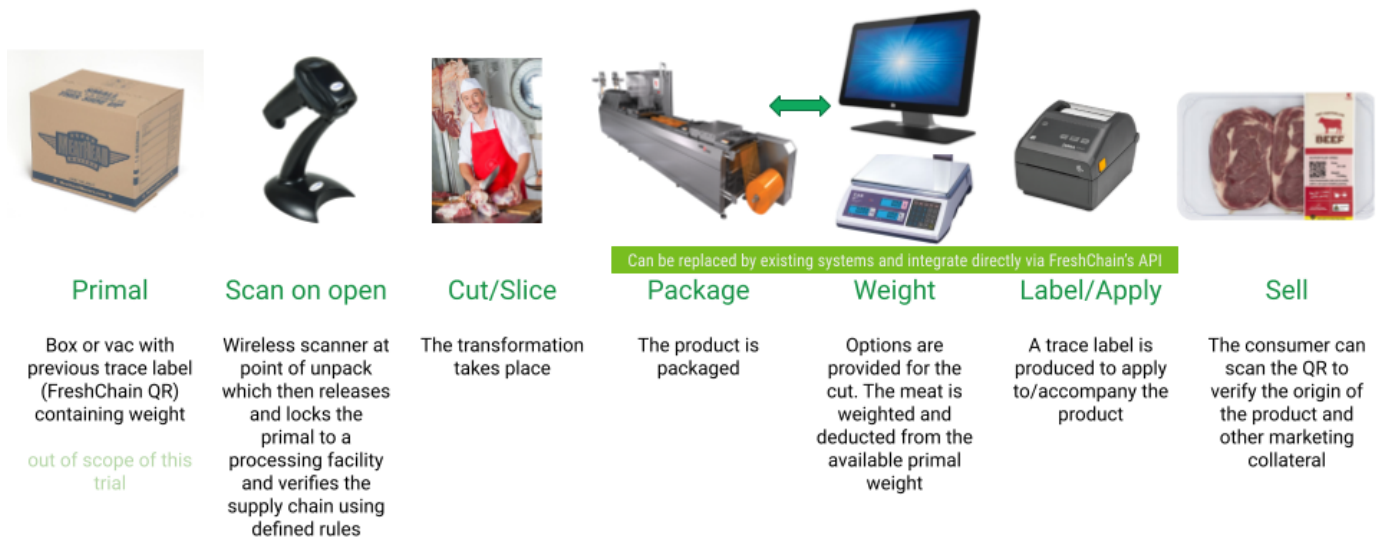 MEATHEAD
BEEF
Can be replaced by existing systems and integrate directly via FreshChain's API
Primal
Box or vac with
previous trace label
(FreshChain QR)
containing weight
out of scope of this
trial
Scan on open
Wireless scanner at
point of unpack
which then releases
and locks the
primal to a
processing facility
and verifies the
supply chain using
defined rules
Cut/Slice
The transformation
takes place
Package
The product is
packaged
Weight
Options are
provided for the
cut. The meat is
weighted and
deducted from the
available primal
weight
Label/Apply
A trace label is
produced to apply
to/accompany the
product
Sell
The consumer can
scan the QR to
verify the origin of
the product and
other marketing
collateral